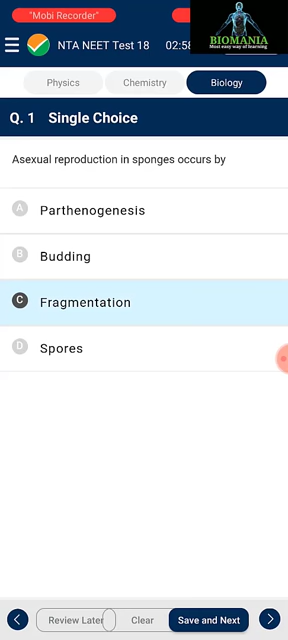 "Mobi Recorder"
NTA NEET Test 18
02:58
BIOMANIA
Most easy way of learning
Physics
Chemistry
Biology
Q. 1 Single Choice
Asexual reproduction in sponges occurs by
A Parthenogenesis
B Budding
C Fragmentation
D Spores
Review Later
Clear
Save and Next